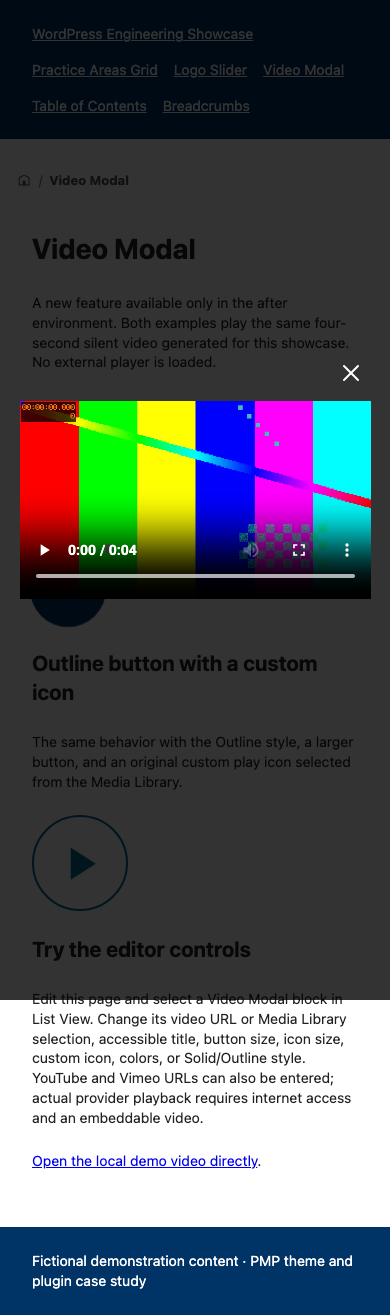 WordPress Engineering Showcase
Practice Areas Grid Logo Slider Video Modal
Table of Contents Breadcrumbs
/ Video Modal
Video Modal
A new feature available only in the after
environment. Both examples play the same four-
second silent video generated for this showcase.
No external player is loaded.
00:00:00.000
0
0:00 / 0:04
Outline button with a custom
icon
The same behavior with the Outline style, a larger
button, and an original custom play icon selected
from the Media Library.
Try the editor controls
Edit this page and select a Video Modal block in
List View. Change its video URL or Media Library
selection, accessible title, button size, icon size,
custom icon, colors, or Solid/Outline style.
YouTube and Vimeo URLs can also be entered;
actual provider playback requires internet access
and an embeddable video.
Open the local demo video directly.
Fictional demonstration content · PMP theme and
plugin case study